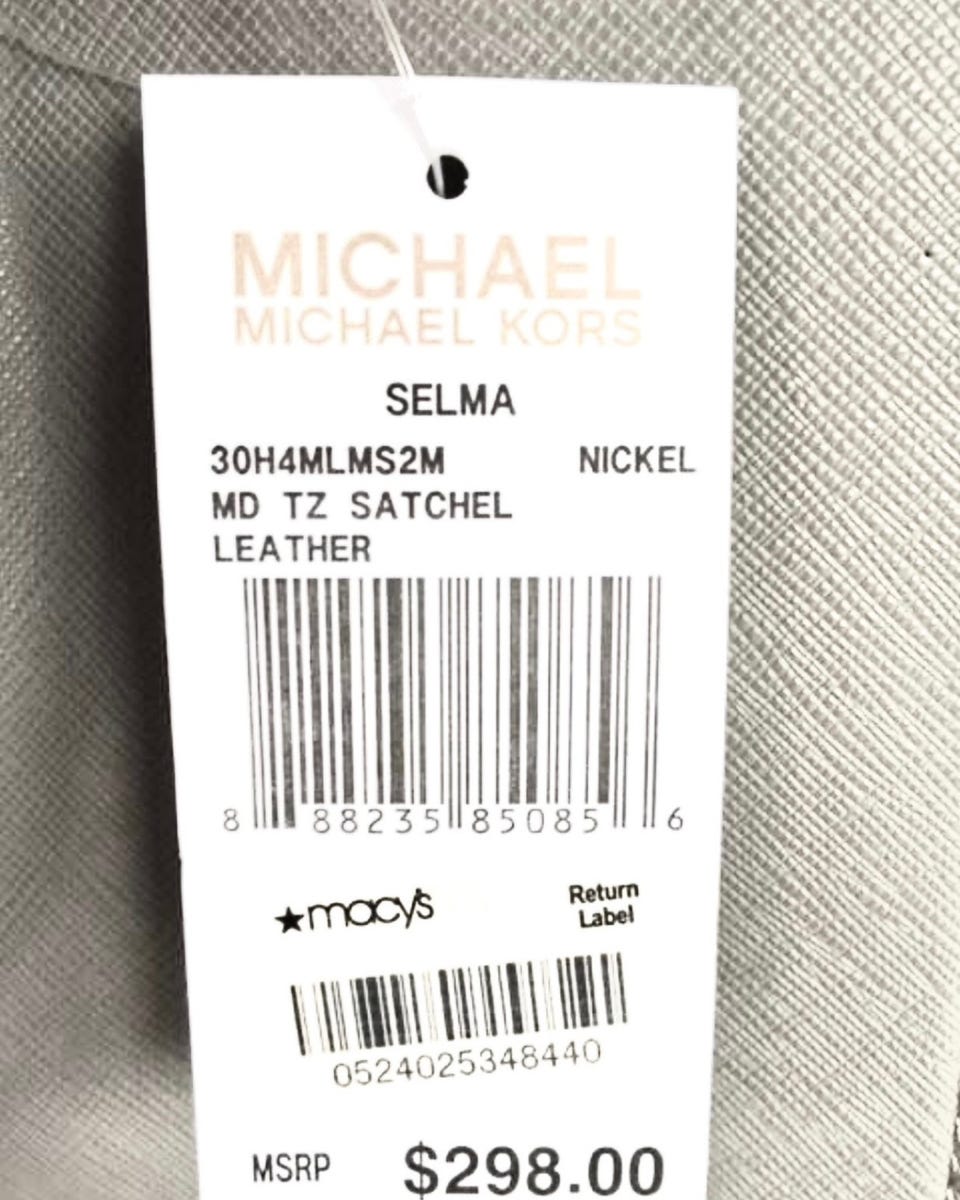 MICHAEL
MICHAEL KORS
SELMA
30H4MLMS2M NICKEL
MD TZ SATCHEL
LEATHER
8 88235 85085 6
macy's Return
Label
0524025348440
MSRP $298.00